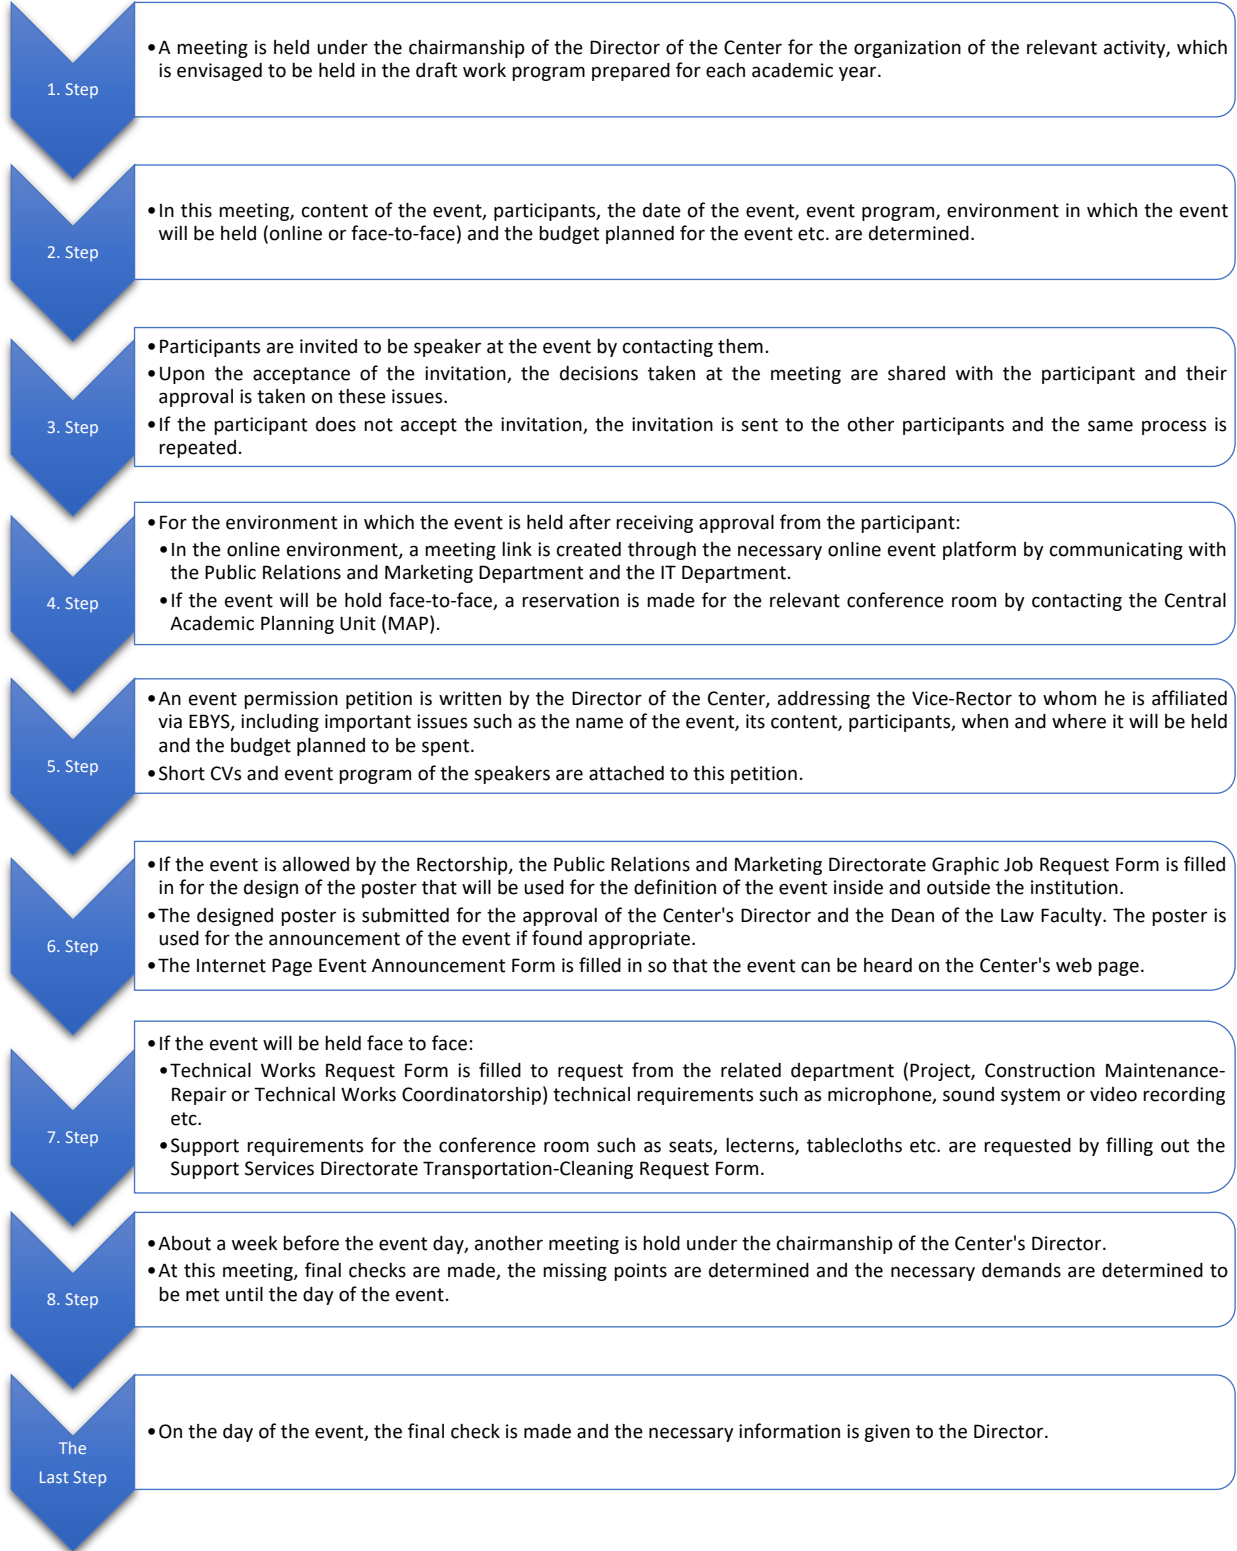 1. Step
•A meeting is held under the chairmanship of the Director of the Center for the organization of the relevant activity, which
is envisaged to be held in the draft work program prepared for each academic year.
2. Step
•In this meeting, content of the event, participants, the date of the event, event program, environment in which the event
will be held (online or face-to-face) and the budget planned for the event etc. are determined.
3. Step
•Participants are invited to be speaker at the event by contacting them.
•Upon the acceptance of the invitation, the decisions taken at the meeting are shared with the participant and their
approval is taken on these issues.
•If the participant does not accept the invitation, the invitation is sent to the other participants and the same process is
repeated.
4. Step
•For the environment in which the event is held after receiving approval from the participant:
•In the online environment, a meeting link is created through the necessary online event platform by communicating with
the Public Relations and Marketing Department and the IT Department.
•If the event will be hold face-to-face, a reservation is made for the relevant conference room by contacting the Central
Academic Planning Unit (MAP).
5. Step
•An event permission petition is written by the Director of the Center, addressing the Vice-Rector to whom he is affiliated
via EBYS, including important issues such as the name of the event, its content, participants, when and where it will be held
and the budget planned to be spent.
•Short CVs and event program of the speakers are attached to this petition.
6. Step
•If the event is allowed by the Rectorship, the Public Relations and Marketing Directorate Graphic Job Request Form is filled
in for the design of the poster that will be used for the definition of the event inside and outside the institution.
•The designed poster is submitted for the approval of the Center's Director and the Dean of the Law Faculty. The poster is
used for the announcement of the event if found appropriate.
•The Internet Page Event Announcement Form is filled in so that the event can be heard on the Center's web page.
7. Step
•If the event will be held face to face:
•Technical Works Request Form is filled to request from the related department (Project, Construction Maintenance-
Repair or Technical Works Coordinatorship) technical requirements such as microphone, sound system or video recording
etc.
•Support requirements for the conference room such as seats, lecterns, tablecloths etc. are requested by filling out the
Support Services Directorate Transportation-Cleaning Request Form.
8. Step
•About a week before the event day, another meeting is hold under the chairmanship of the Center's Director.
•At this meeting, final checks are made, the missing points are determined and the necessary demands are determined to
be met until the day of the event.
The
Last Step
•On the day of the event, the final check is made and the necessary information is given to the Director.